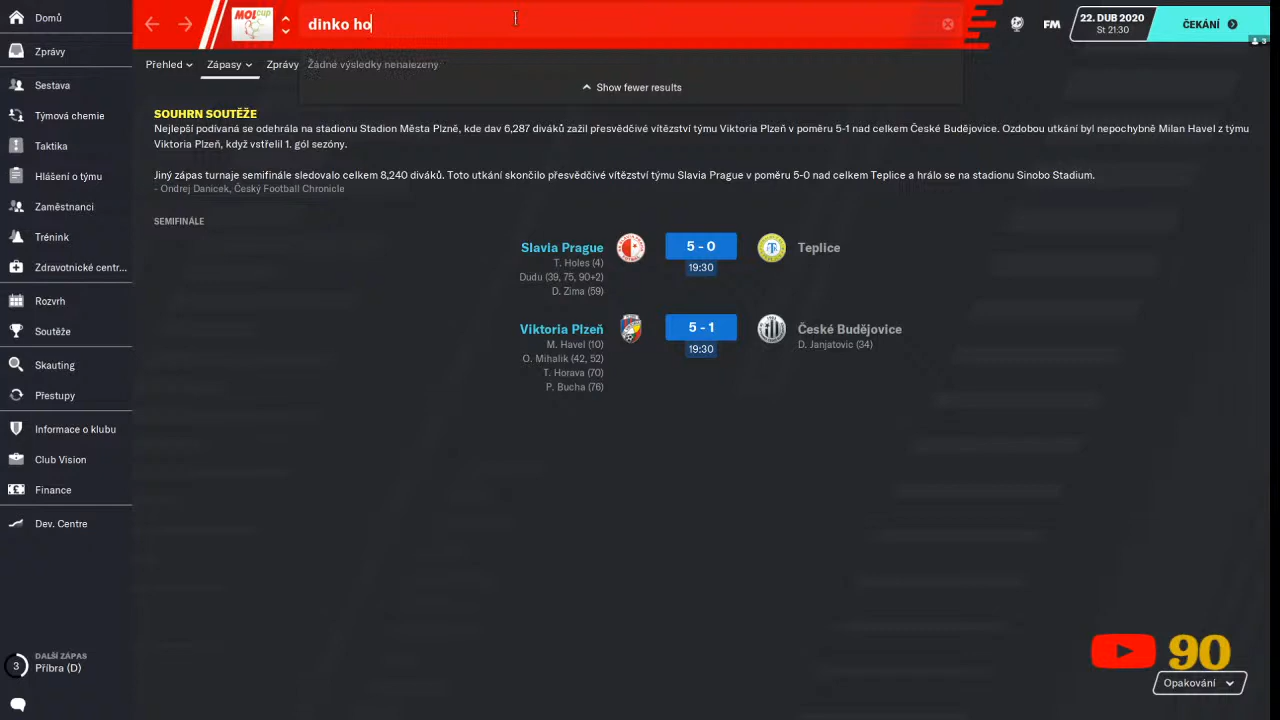 Domů
MOL cup
dinko ho
FM
22. DUB 2020
St 21:30
ČEKÁNÍ
3
Zprávy
Přehled
Zápasy
Zprávy
Žádné výsledky nenalezeny
Show fewer results
Sestava
Týmová chemie
Taktika
Hlášení o týmu
Zaměstnanci
Trénink
Zdravotnické centr...
Rozvrh
Soutěže
Skauting
Přestupy
Informace o klubu
Club Vision
Finance
Dev. Centre
SOUHRN SOUTĚŽE
Nejlepší podívaná se odehrála na stadionu Stadion Města Plzně, kde dav 6,287 diváků zažil přesvědčivé vítězství týmu Viktoria Plzeň v poměru 5-1 nad celkem České Budějovice. Ozdobou utkání byl nepochybně Milan Havel z týmu
Viktoria Plzeň, když vstřelil 1. gól sezóny.
Jiný zápas turnaje semifinále sledovalo celkem 8,240 diváků. Toto utkání skončilo přesvědčivé vítězství týmu Slavia Prague v poměru 5-0 nad celkem Teplice a hrálo se na stadionu Sinobo Stadium.
- Ondrej Danicek, Český Football Chronicle
SEMIFINÁLE
Slavia Prague 5 - 0 Teplice
T. Holes (4) 19:30
Dudu (39, 75, 90+2)
D. Zima (59)
Viktoria Plzeň 5 - 1 České Budějovice
M. Havel (10) 19:30 D. Janjatovic (34)
O. Mihalik (42, 52)
T. Horava (70)
P. Bucha (76)
3
DALŠÍ ZÁPAS
Příbra (D)
90
Opakování